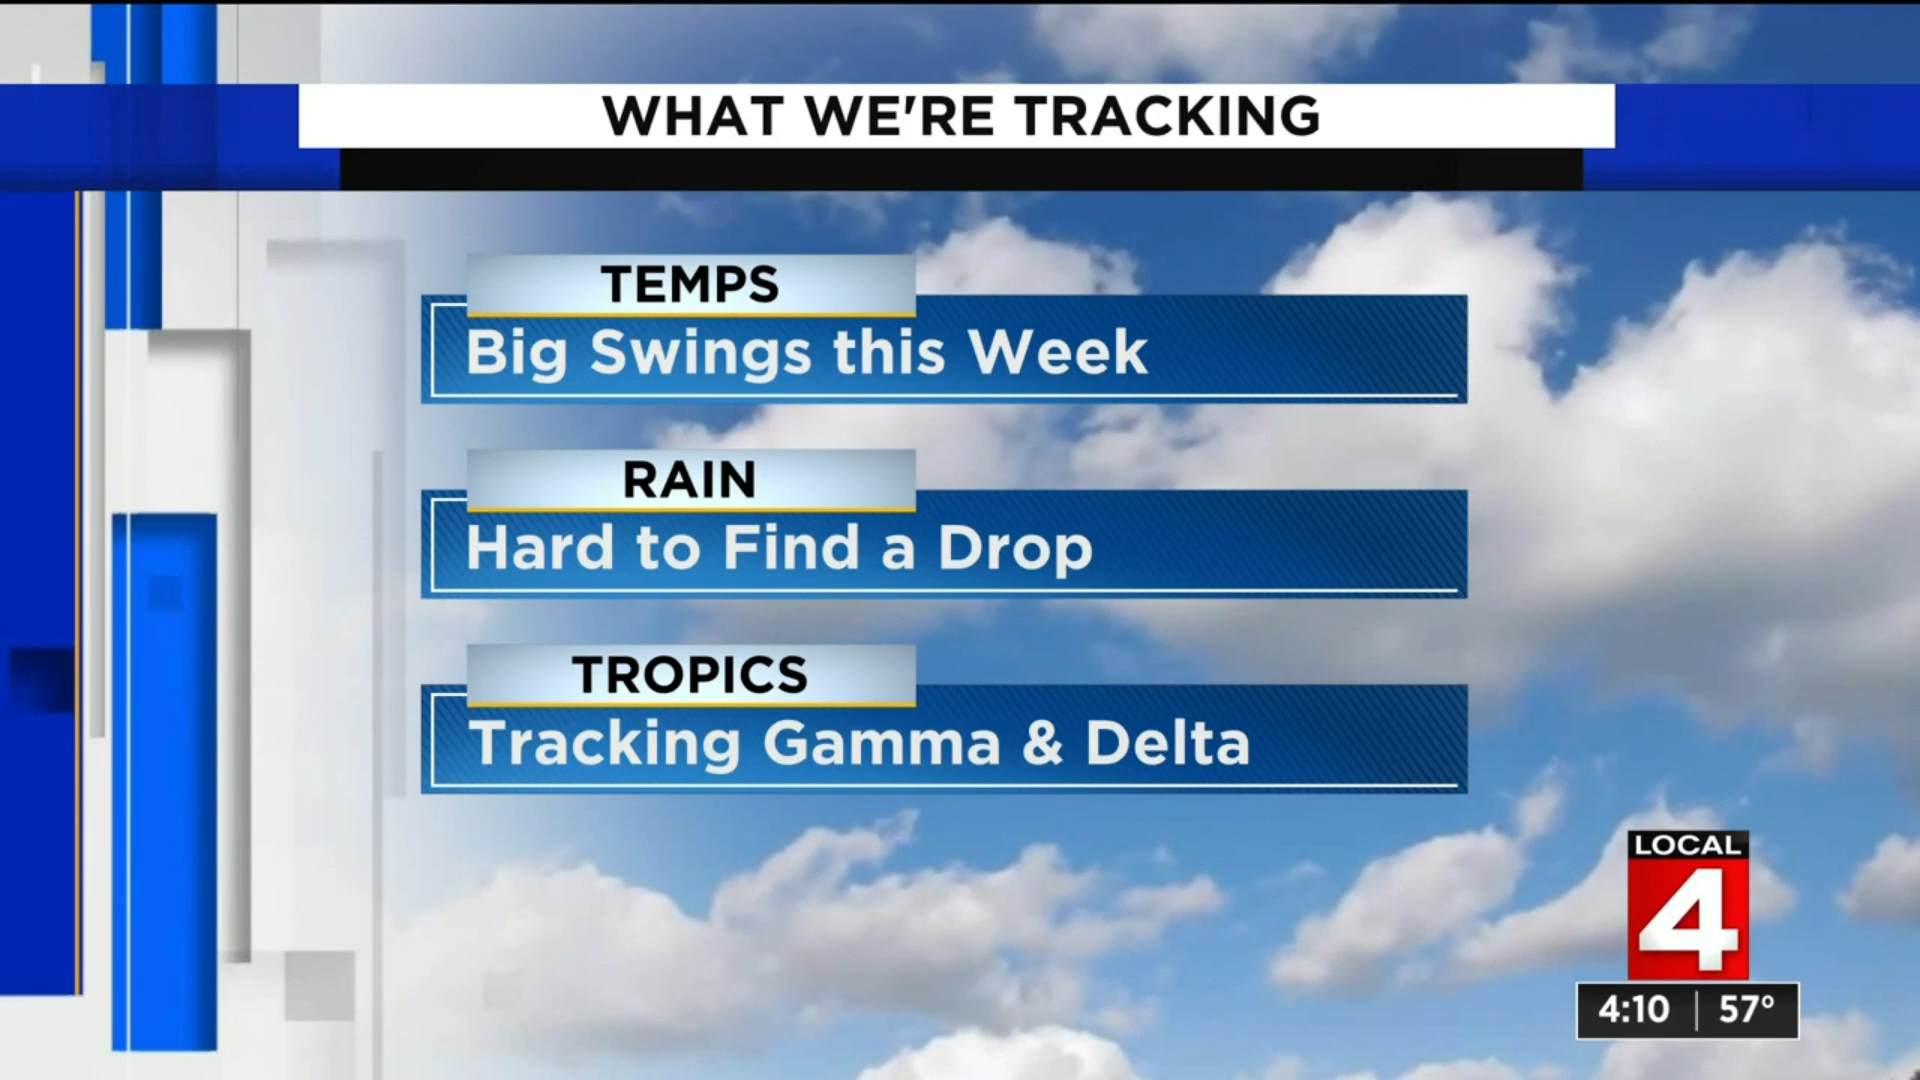 WHAT WE'RE TRACKING
TEMPS
Big Swings this Week
RAIN
Hard to Find a Drop
TROPICS
Tracking Gamma & Delta
LOCAL
4
4:10 57°